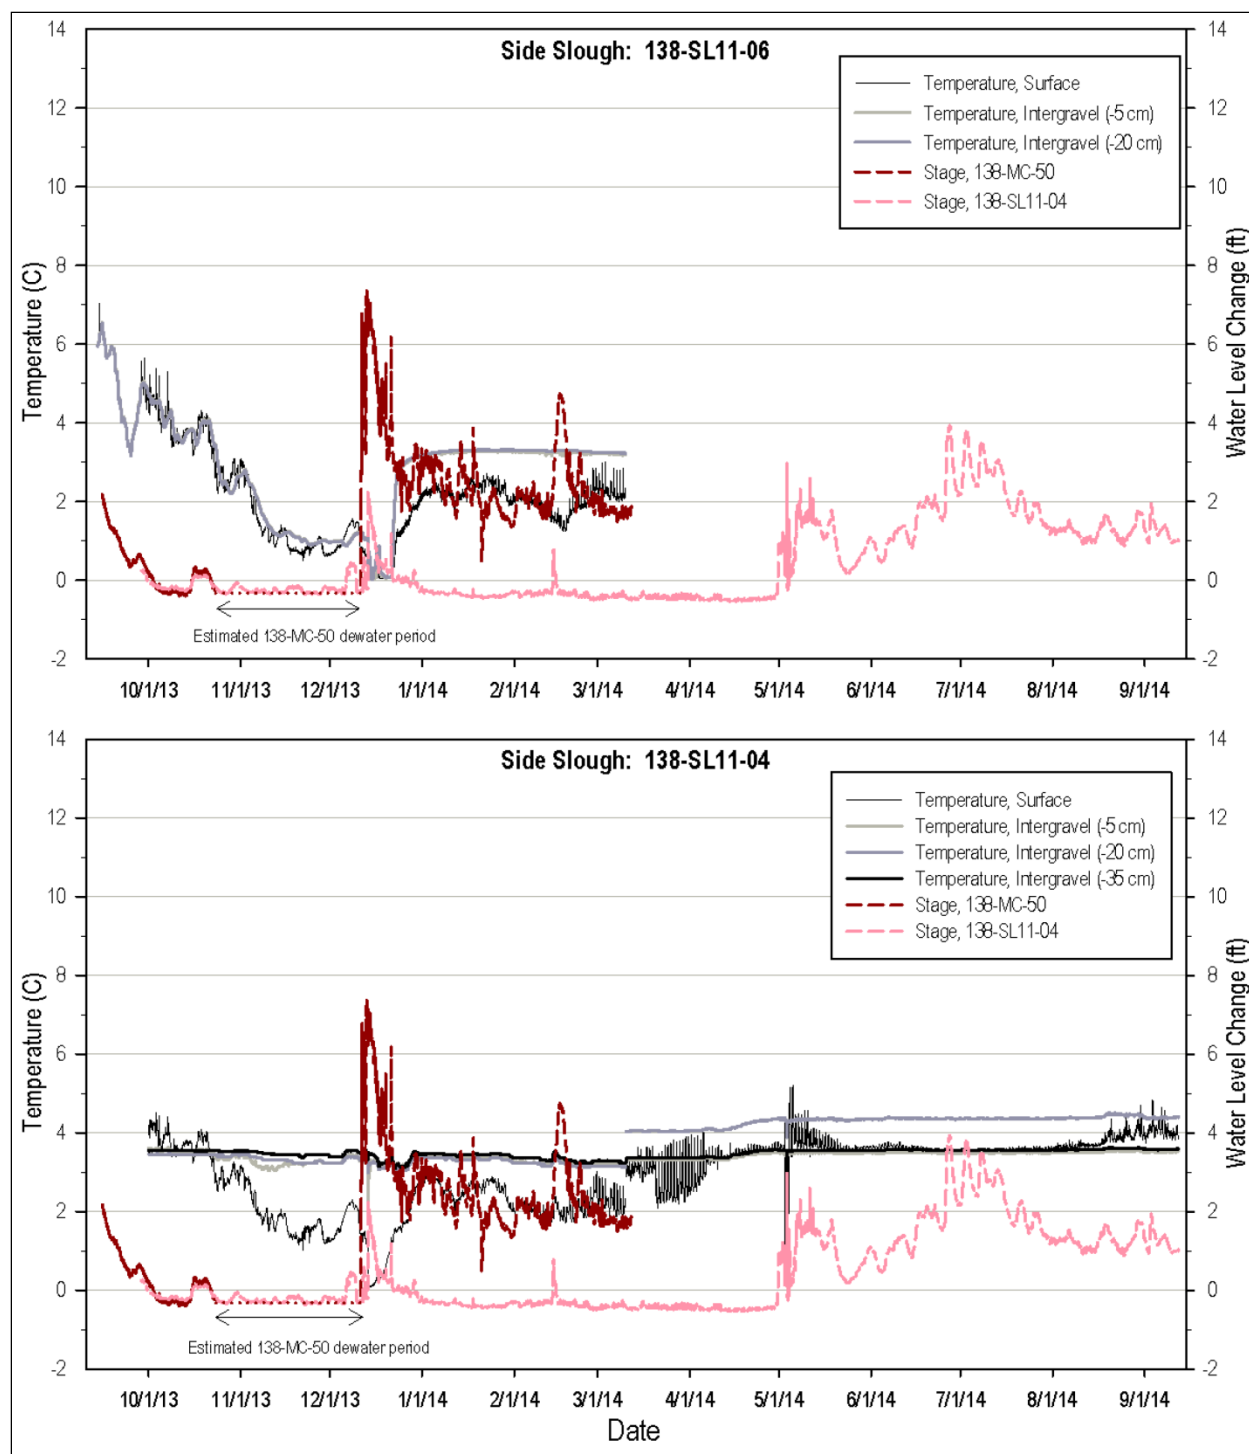 Side Slough: 138-SL11-06
Temperature, Surface
Temperature, Intergravel (-5 cm)
Temperature, Intergravel (-20 cm)
Stage, 138-MC-50
Stage, 138-SL11-04
Temperature (C)
Water Level Change (ft)
14
12
10
8
6
4
2
0
-2
14
12
10
8
6
4
2
0
-2
Estimated 138-MC-50 dewater period
10/1/13 11/1/13 12/1/13 1/1/14 2/1/14 3/1/14 4/1/14 5/1/14 6/1/14 7/1/14 8/1/14 9/1/14
Side Slough: 138-SL11-04
Temperature, Surface
Temperature, Intergravel (-5 cm)
Temperature, Intergravel (-20 cm)
Temperature, Intergravel (-35 cm)
Stage, 138-MC-50
Stage, 138-SL11-04
Temperature (C)
Water Level Change (ft)
14
12
10
8
6
4
2
0
-2
14
12
10
8
6
4
2
0
-2
Estimated 138-MC-50 dewater period
10/1/13 11/1/13 12/1/13 1/1/14 2/1/14 3/1/14 4/1/14 5/1/14 6/1/14 7/1/14 8/1/14 9/1/14
Date